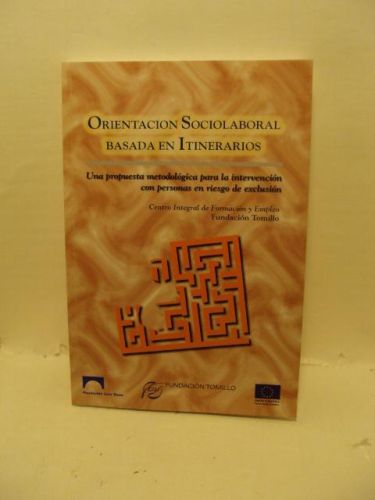 ORIENTACION SOCIOLABORAL
BASADA EN ITINERARIOS
Una propuesta metodológica para la intervención
con personas en riesgo de exclusión
Centro Integral de Formación y Empleo
Fundación Tomillo
FUNDACIÓN TOMILLO